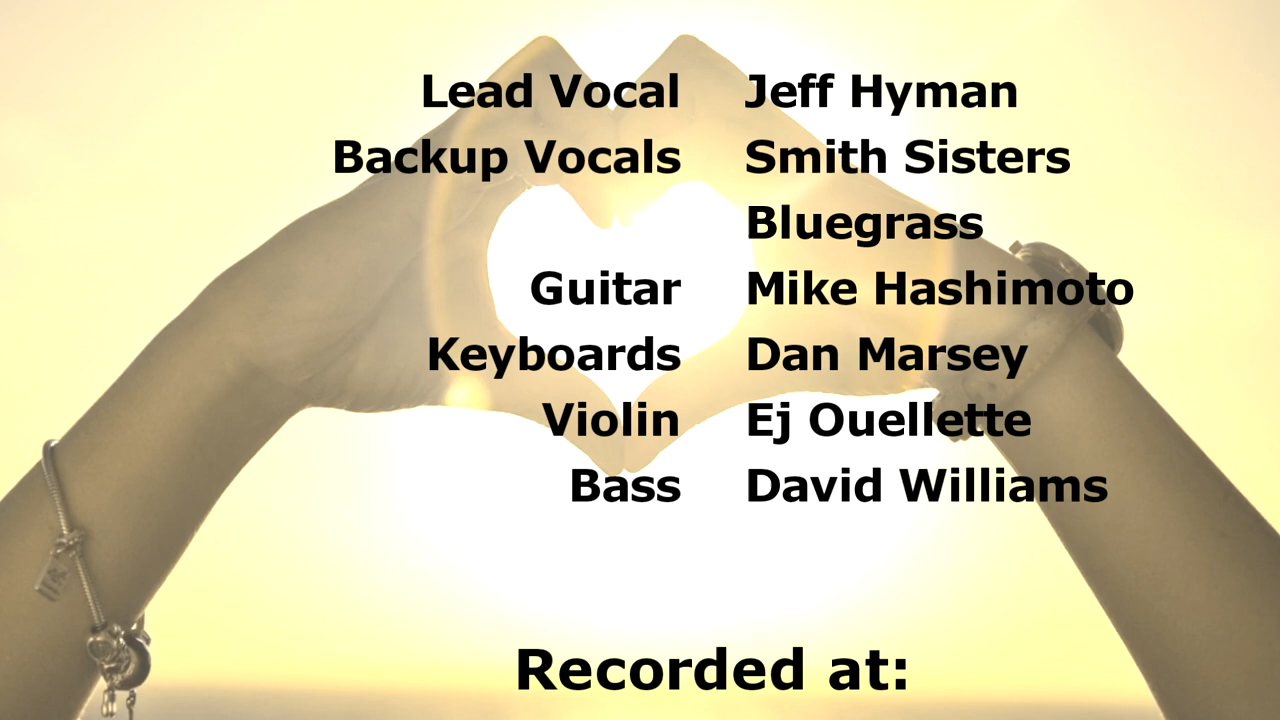 Lead Vocal Jeff Hyman
Backup Vocals Smith Sisters
Bluegrass
Guitar Mike Hashimoto
Keyboards Dan Marsey
Violin Ej Ouellette
Bass David Williams
Recorded at: